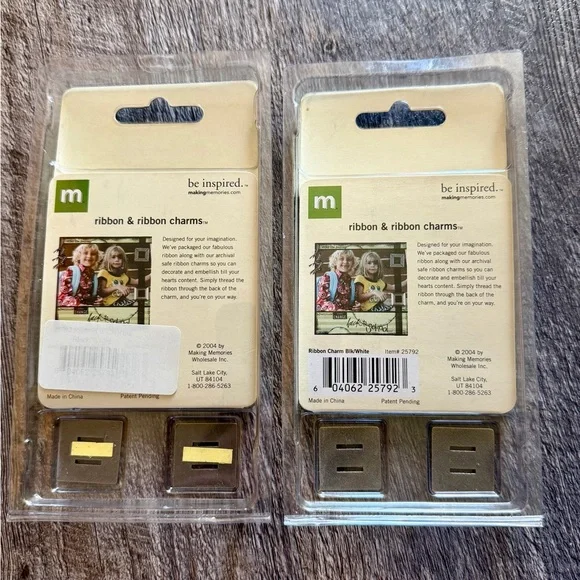 m
be inspired.™
makingmemories.com
ribbon & ribbon charms™
Designed for your imagination.
We've packaged our fabulous
ribbon along with our archival
safe ribbon charms so you can
decorate and embellish till your
hearts content. Simply thread the
ribbon through the back of the
charm, and you're on your way.
© 2004 by
Making Memories
Wholesale Inc.
Salt Lake City,
UT 84104
1-800-286-5263
Made in China
Patent Pending
m
be inspired.™
makingmemories.com
ribbon & ribbon charms™
Designed for your imagination.
We've packaged our fabulous
ribbon along with our archival
safe ribbon charms so you can
decorate and embellish till your
hearts content. Simply thread the
ribbon through the back of the
charm, and you're on your way.
Ribbon Charm Blk/White Item# 25792
6 04062 25792 3
© 2004 by
Making Memories
Wholesale Inc.
Salt Lake City,
UT 84104
1-800-286-5263
Made in China
Patent Pending